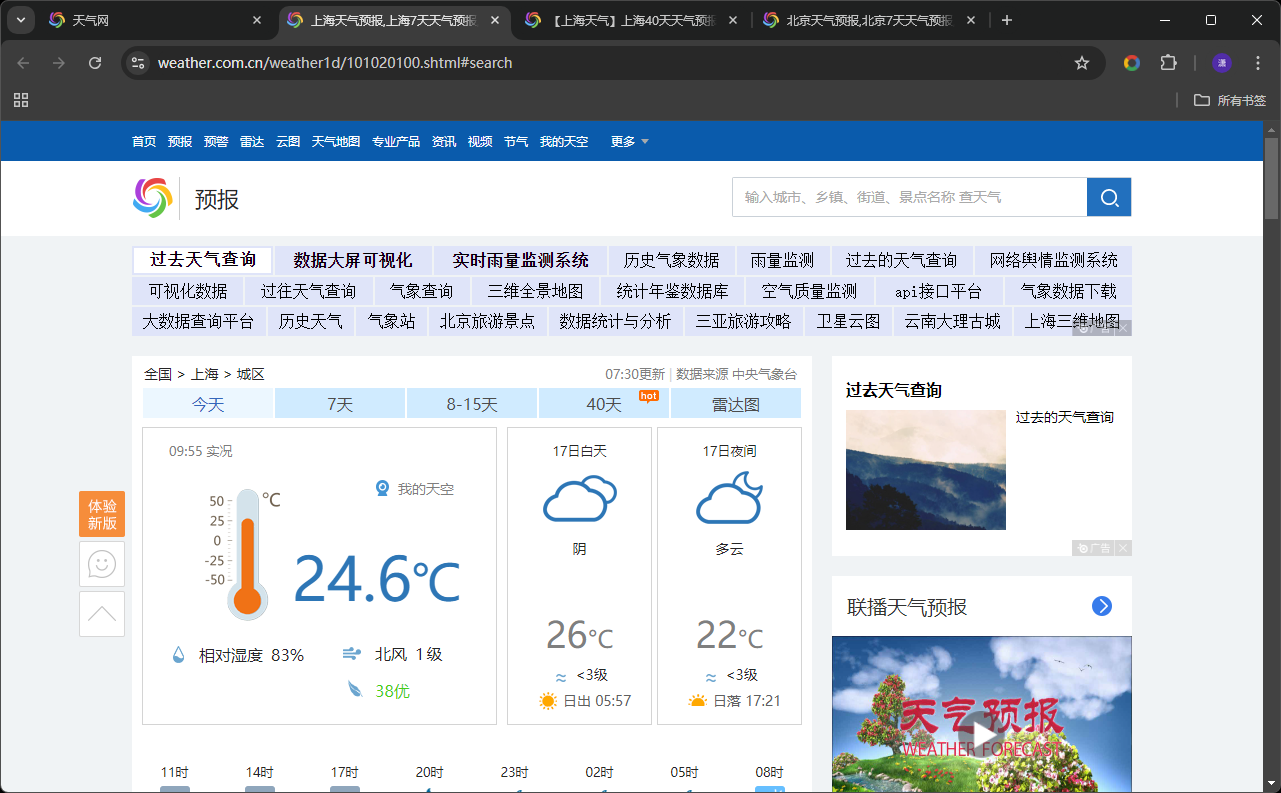 天气网
上海天气预报,上海7天天气预报
【上海天气】上海40天天气预报
北京天气预报,北京7天天气预报
weather.com.cn/weather1d/101020100.shtml#search
所有书签
首页 预报 预警 雷达 云图 天气地图 专业产品 资讯 视频 节气 我的天空 更多
预报
输入城市、乡镇、街道、景点名称 查天气
过去天气查询 数据大屏可视化 实时雨量监测系统 历史气象数据 雨量监测 过去的天气查询 网络舆情监测系统
可视化数据 过往天气查询 气象查询 三维全景地图 统计年鉴数据库 空气质量监测 api接口平台 气象数据下载
大数据查询平台 历史天气 气象站 北京旅游景点 数据统计与分析 三亚旅游攻略 卫星云图 云南大理古城 上海三维地图
全国 > 上海 > 城区
07:30更新 | 数据来源 中央气象台
今天 7天 8-15天 40天 hot 雷达图
09:55 实况
我的天空
℃
50
25
0
-25
-50
24.6℃
相对湿度 83%
北风 1级
38优
17日白天
阴
26℃
<3级
日出 05:57
17日夜间
多云
22℃
<3级
日落 17:21
11时 14时 17时 20时 23时 02时 05时 08时
体验
新版
过去天气查询
过去的天气查询
广告
联播天气预报
天气预报
WEATHER FORECAST